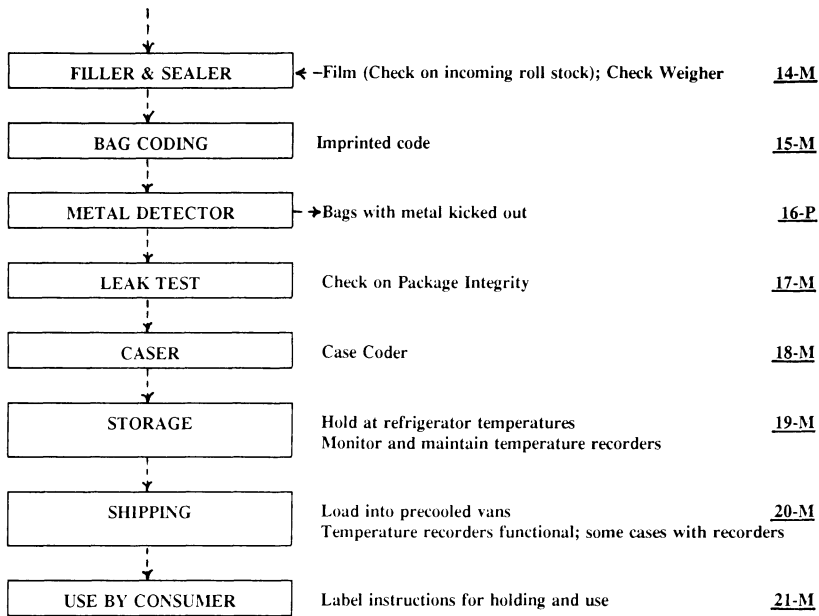 FILLER & SEALER Film (Check on incoming roll stock); Check Weigher 14-M
BAG CODING Imprinted code 15-M
METAL DETECTOR Bags with metal kicked out 16-P
LEAK TEST Check on Package Integrity 17-M
CASER Case Coder 18-M
STORAGE Hold at refrigerator temperatures 19-M
Monitor and maintain temperature recorders
SHIPPING Load into precooled vans 20-M
Temperature recorders functional; some cases with recorders
USE BY CONSUMER Label instructions for holding and use 21-M